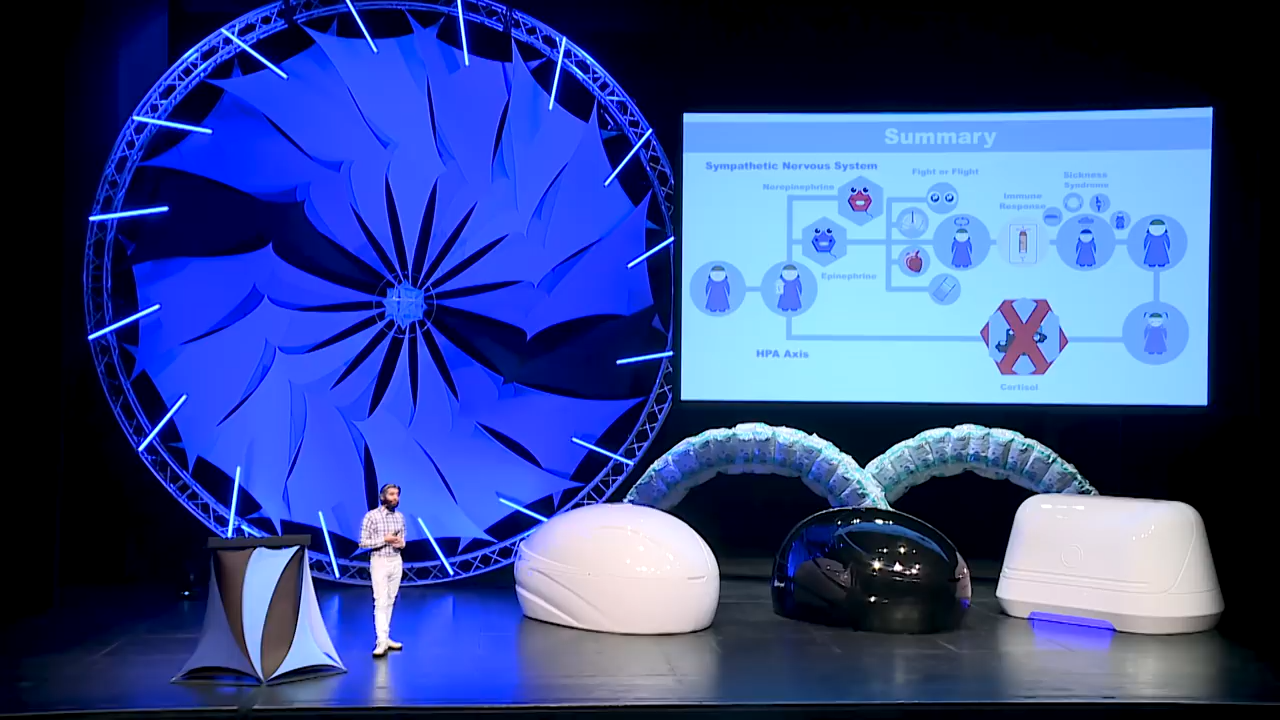 Summary
Sympathetic Nervous System
Fight or Flight
Norepinephrine
Sickness
Syndrome
Immune
Response
Epinephrine
HPA Axis
Cortisol